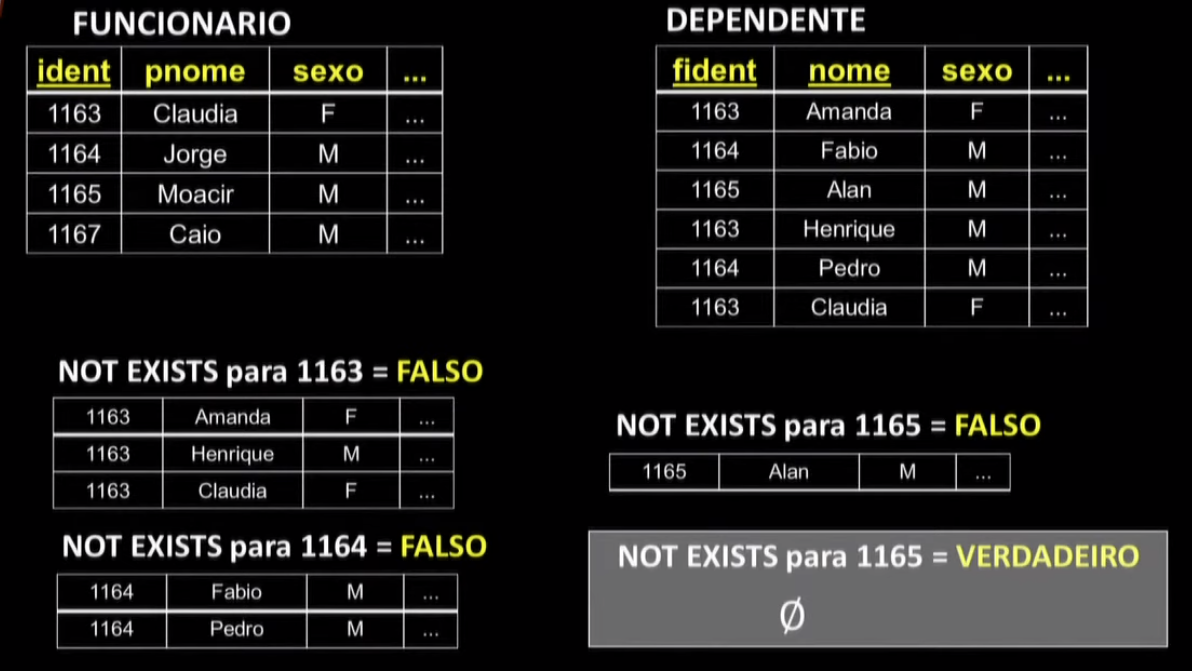 FUNCIONARIO
ident pnome sexo ...
1163 Claudia F ...
1164 Jorge M ...
1165 Moacir M ...
1167 Caio M ...
DEPENDENTE
fident nome sexo ...
1163 Amanda F ...
1164 Fabio M ...
1165 Alan M ...
1163 Henrique M ...
1164 Pedro M ...
1163 Claudia F ...
NOT EXISTS para 1163 = FALSO
1163 Amanda F ...
1163 Henrique M ...
1163 Claudia F ...
NOT EXISTS para 1164 = FALSO
1164 Fabio M ...
1164 Pedro M ...
NOT EXISTS para 1165 = FALSO
1165 Alan M ...
NOT EXISTS para 1165 = VERDADEIRO
Ø